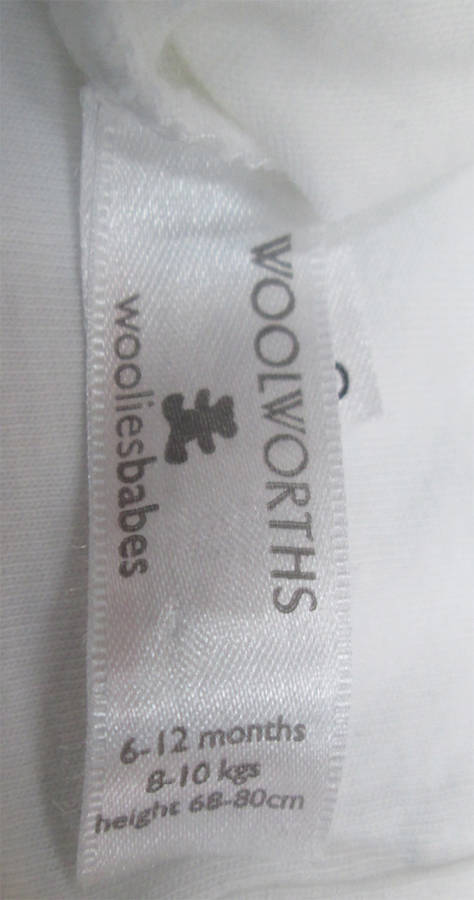 WOOLWORTHS
wooliesbabes
6-12 months
8-10 kgs
height 68-80cm